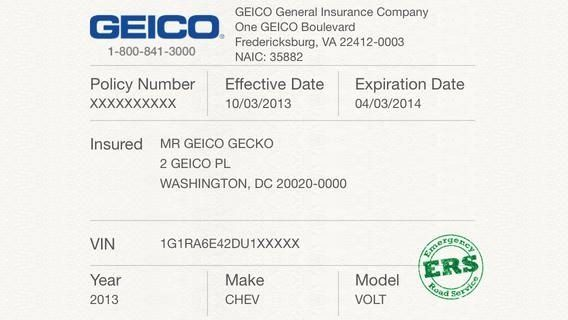 GEICO®
1-800-841-3000
GEICO General Insurance Company
One GEICO Boulevard
Fredericksburg, VA 22412-0003
NAIC: 35882
Policy Number Effective Date Expiration Date
XXXXXXXXXX 10/03/2013 04/03/2014
Insured MR GEICO GECKO
2 GEICO PL
WASHINGTON, DC 20020-0000
VIN 1G1RA6E42DU1XXXXX
Emergency
ERS
Road Service
Year Make Model
2013 CHEV VOLT